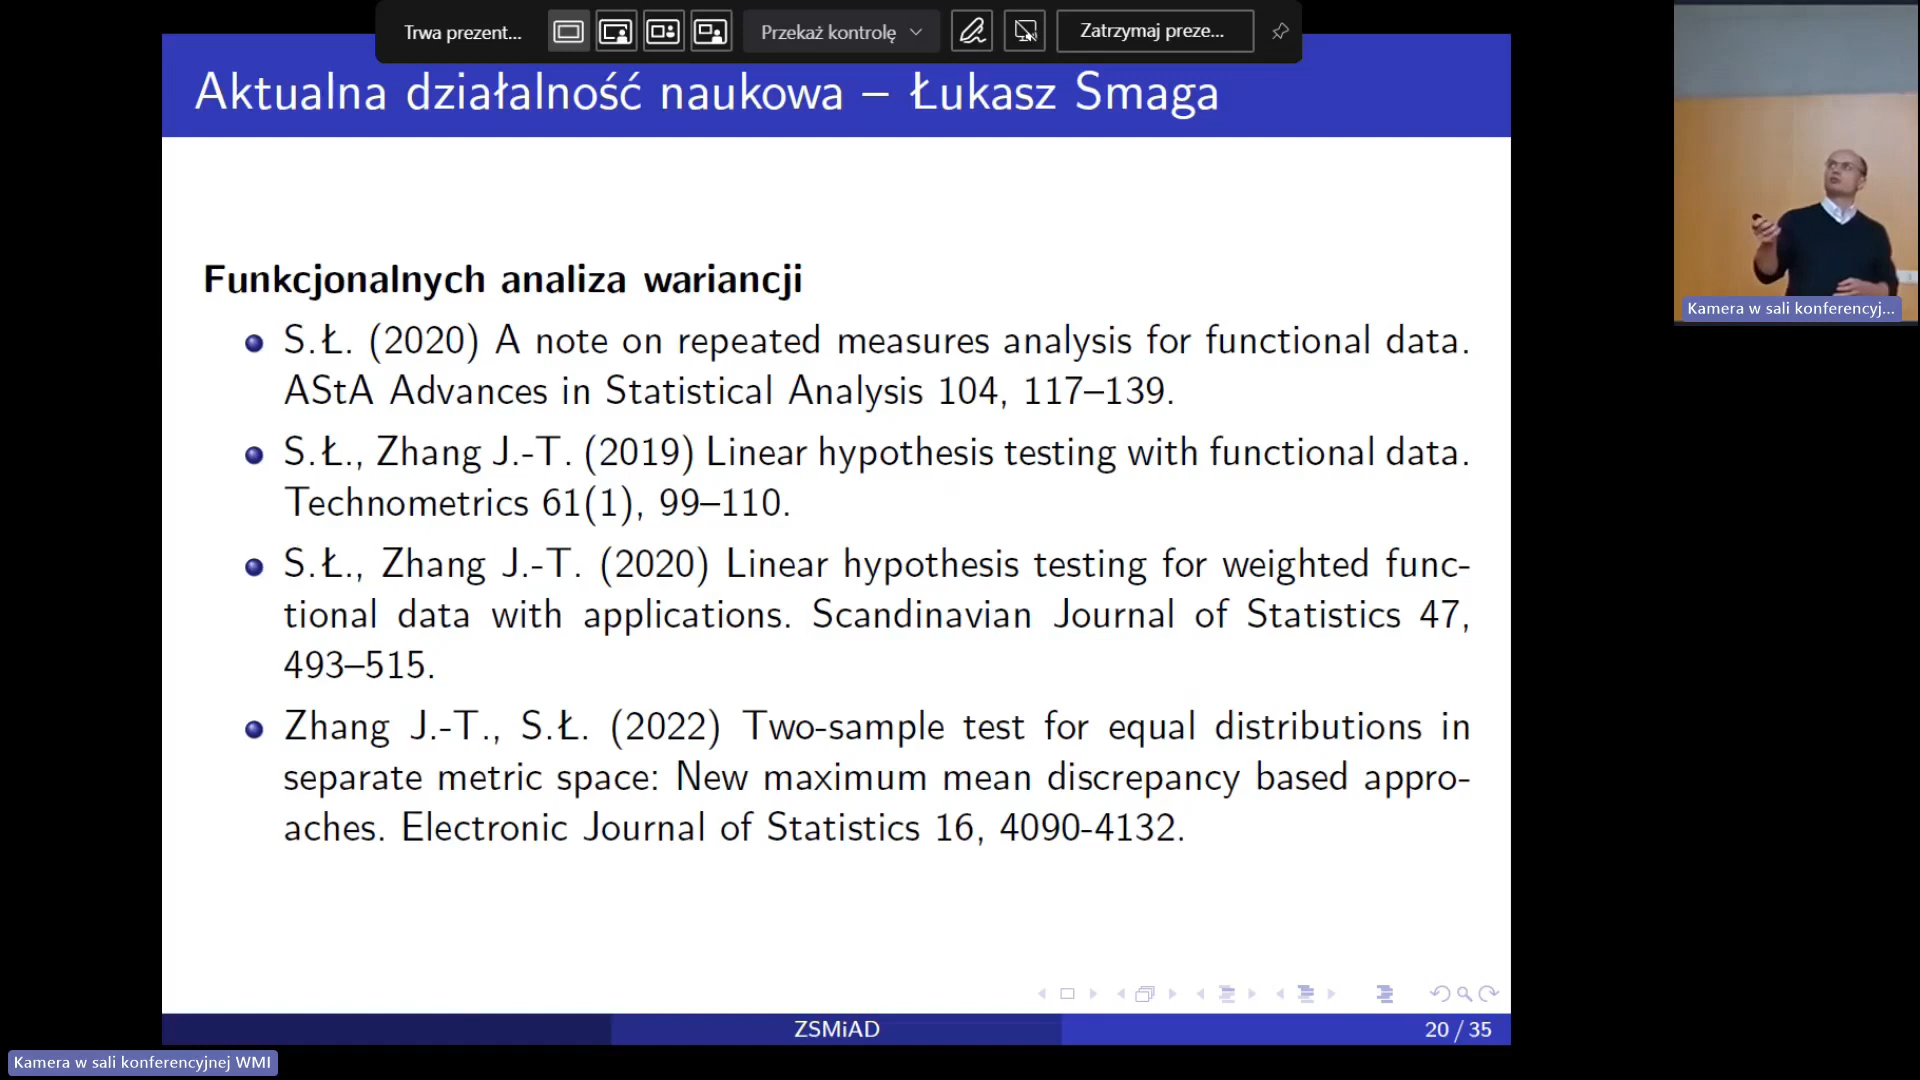 Trwa prezent...
Przekaż kontrolę
Zatrzymaj preze...
Aktualna działalność naukowa – Łukasz Smaga
Kamera w sali konferencyj...
Funkcjonalnych analiza wariancji
S.Ł. (2020) A note on repeated measures analysis for functional data.
AStA Advances in Statistical Analysis 104, 117–139.
S.Ł., Zhang J.-T. (2019) Linear hypothesis testing with functional data.
Technometrics 61(1), 99–110.
S.Ł., Zhang J.-T. (2020) Linear hypothesis testing for weighted func-
tional data with applications. Scandinavian Journal of Statistics 47,
493–515.
Zhang J.-T., S.Ł. (2022) Two-sample test for equal distributions in
separate metric space: New maximum mean discrepancy based appro-
aches. Electronic Journal of Statistics 16, 4090-4132.
ZSMiAD
20 / 35
Kamera w sali konferencyjnej WMI